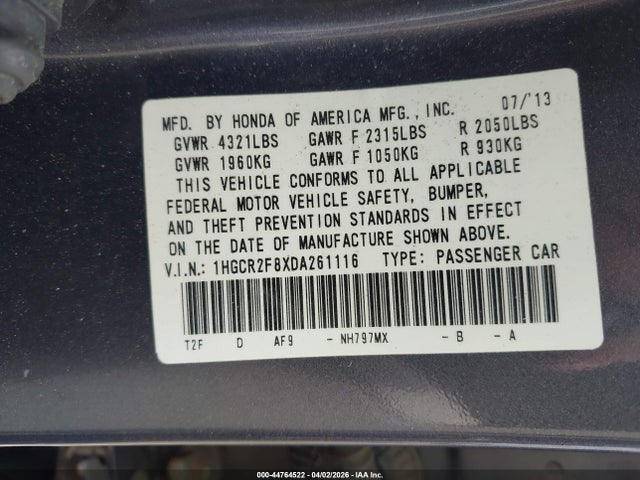 MFD. BY HONDA OF AMERICA MFG., INC. 07/'13
GVWR 4321LBS GAWR F 2315LBS R 2050LBS
GVWR 1960KG GAWR F 1050KG R 930KG
THIS VEHICLE CONFORMS TO ALL APPLICABLE
FEDERAL MOTOR VEHICLE SAFETY, BUMPER,
AND THEFT PREVENTION STANDARDS IN EFFECT
ON THE DATE OF MANUFACTURE SHOWN ABOVE.
V.I.N.: 1HGCR2F8XDA261116 TYPE: PASSENGER CAR
T2F D AF9 - NH797MX - B - A
000-44764522 | 04/02/2026 | IAA Inc.